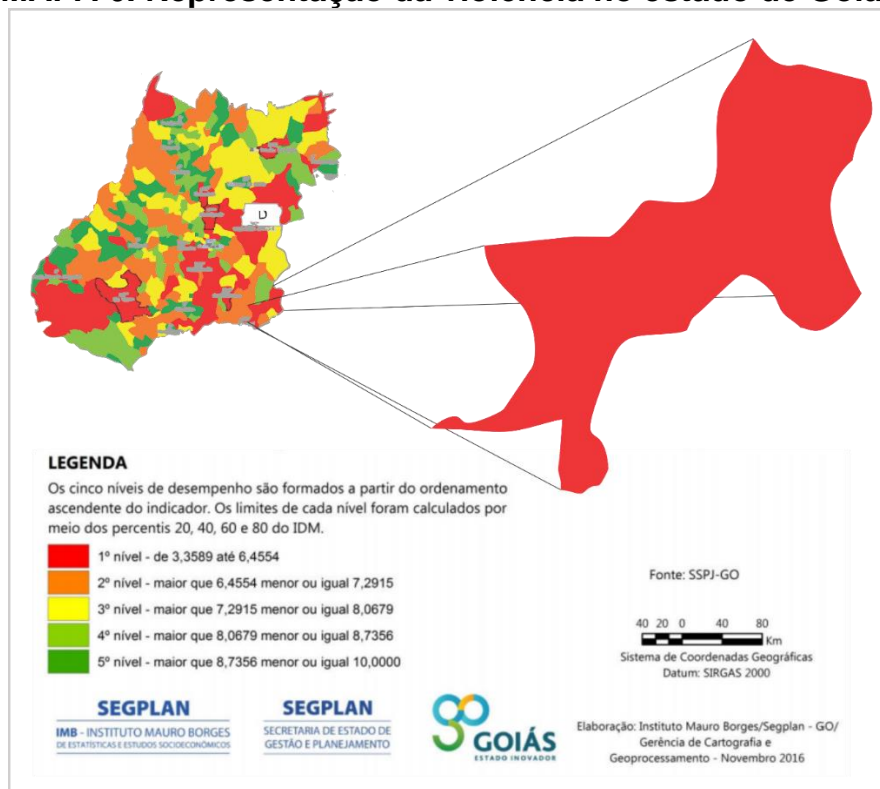 LEGENDA
Os cinco níveis de desempenho são formados a partir do ordenamento
ascendente do indicador. Os limites de cada nível foram calculados por
meio dos percentis 20, 40, 60 e 80 do IDM.
1º nível - de 3,3589 até 6,4554
2º nível - maior que 6,4554 menor ou igual 7,2915
3º nível - maior que 7,2915 menor ou igual 8,0679
4º nível - maior que 8,0679 menor ou igual 8,7356
5º nível - maior que 8,7356 menor ou igual 10,0000
Fonte: SSPJ-GO
40 20 0 40 80
Km
Sistema de Coordenadas Geográficas
Datum: SIRGAS 2000
SEGPLAN
IMB - INSTITUTO MAURO BORGES
DE ESTATÍSTICAS E ESTUDOS SOCIOECONÔMICOS
SEGPLAN
SECRETARIA DE ESTADO DE
GESTÃO E PLANEJAMENTO
GOIÁS
ESTADO INOVADOR
Elaboração: Instituto Mauro Borges/Segplan - GO/
Gerência de Cartografia e
Geoprocessamento - Novembro 2016